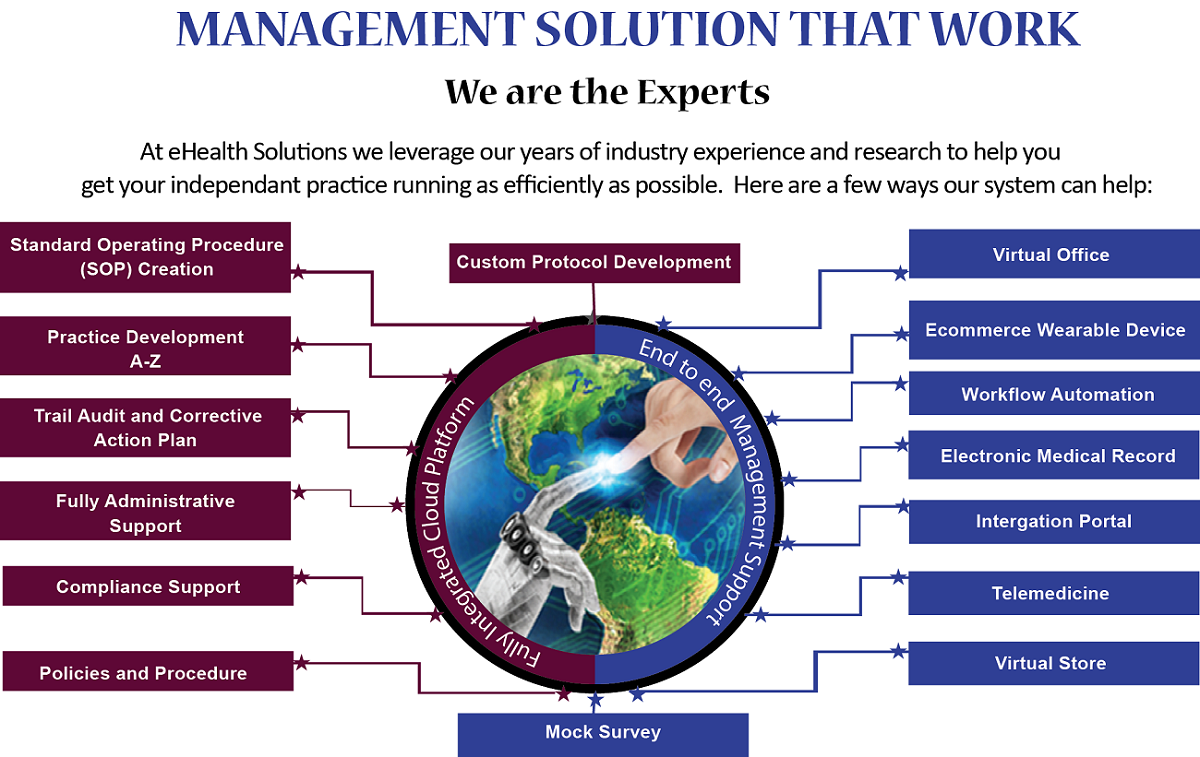 MANAGEMENT SOLUTION THAT WORK
We are the Experts
At eHealth Solutions we leverage our years of industry experience and research to help you
get your independant practice running as efficiently as possible.  Here are a few ways our system can help:
Standard Operating Procedure
(SOP) Creation
Practice Development
A-Z
Trail Audit and Corrective
Action Plan
Fully Administrative
Support
Compliance Support
Policies and Procedure
Custom Protocol Development
Fully Integrated Cloud Platform
End to end Management Support
Mock Survey
Virtual Office
Ecommerce Wearable Device
Workflow Automation
Electronic Medical Record
Intergation Portal
Telemedicine
Virtual Store